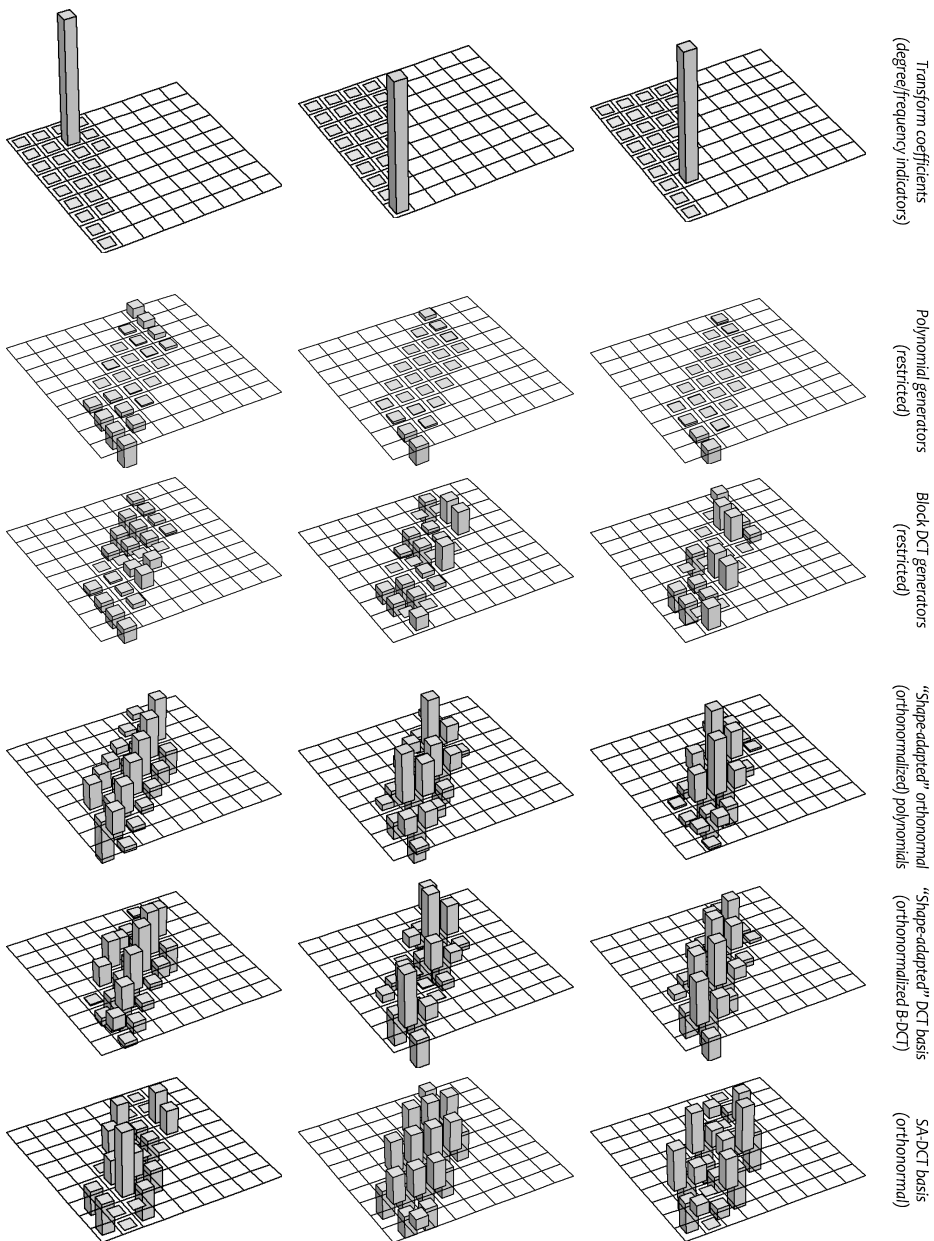 Transform coefficients
(degree/frequency indicators)
Polynomial generators
(restricted)
Block DCT generators
(restricted)
“Shape-adapted” orthonormal
(orthonormalized) polynomials
“Shape-adapted” DCT basis
(orthonormalized B-DCT)
SA-DCT basis
(orthonormal)